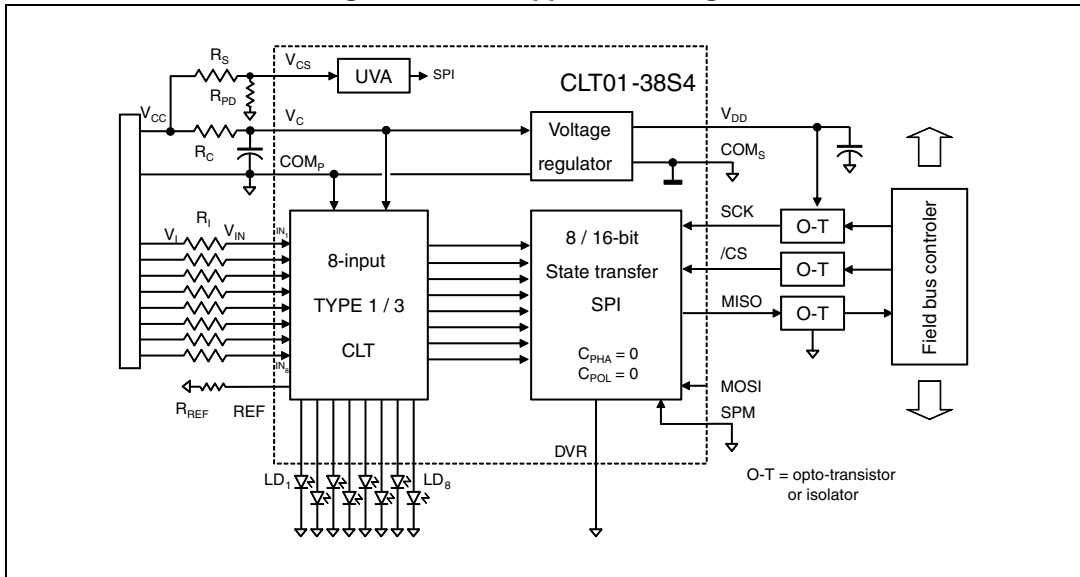 R_S
V_CS
UVA
SPI
CLT01-38S4
R_PD
V_CC
V_C
V_DD
R_C
Voltage
regulator
COM_P
COM_S
R_I
V_I
V_IN
IN_1
8-input
TYPE 1 / 3
CLT
IN_8
8 / 16-bit
State transfer
SPI
C_PHA = 0
C_POL = 0
SCK
O-T
/CS
O-T
MISO
O-T
Field bus controler
MOSI
SPM
R_REF
REF
DVR
LD_1
LD_8
O-T = opto-transistor
or isolator